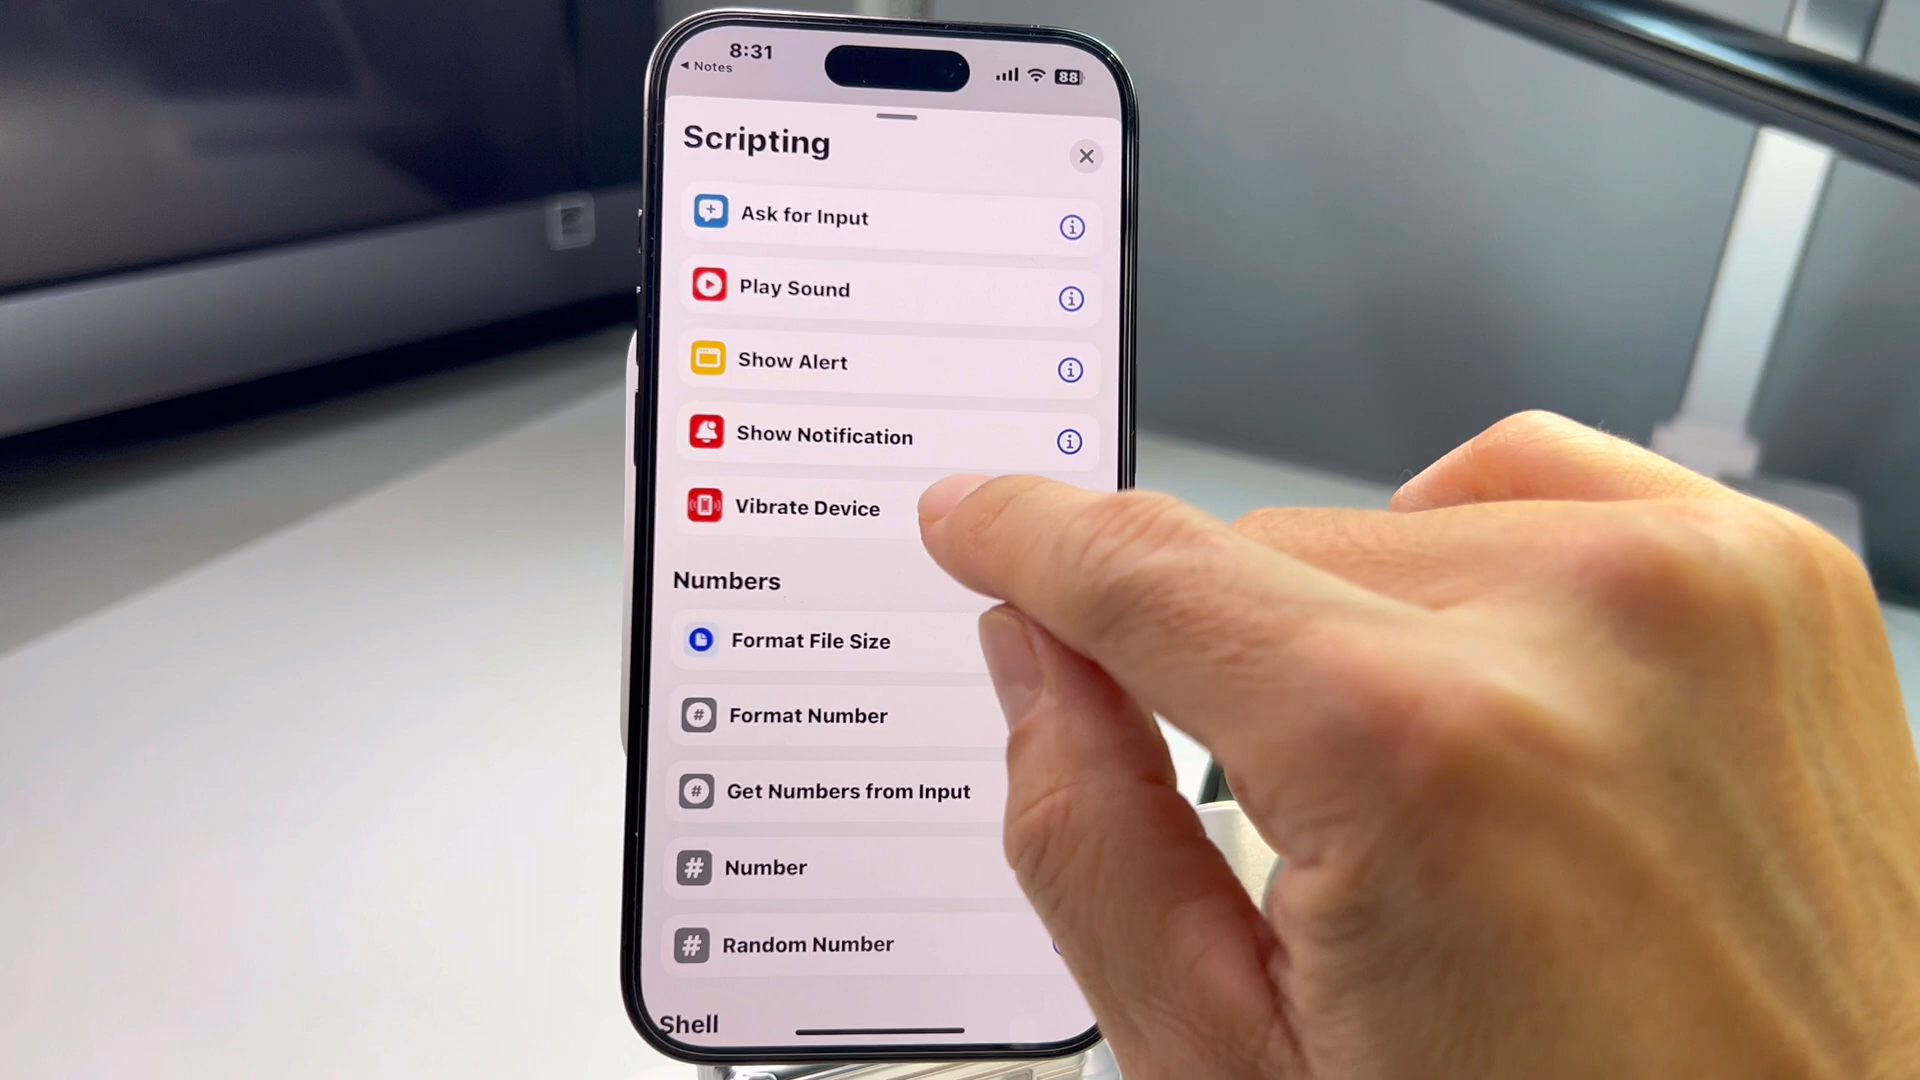 8:31
◀ Notes
88
Scripting
Ask for Input
Play Sound
Show Alert
Show Notification
Vibrate Device
Numbers
Format File Size
Format Number
Get Numbers from Input
Number
Random Number
Shell